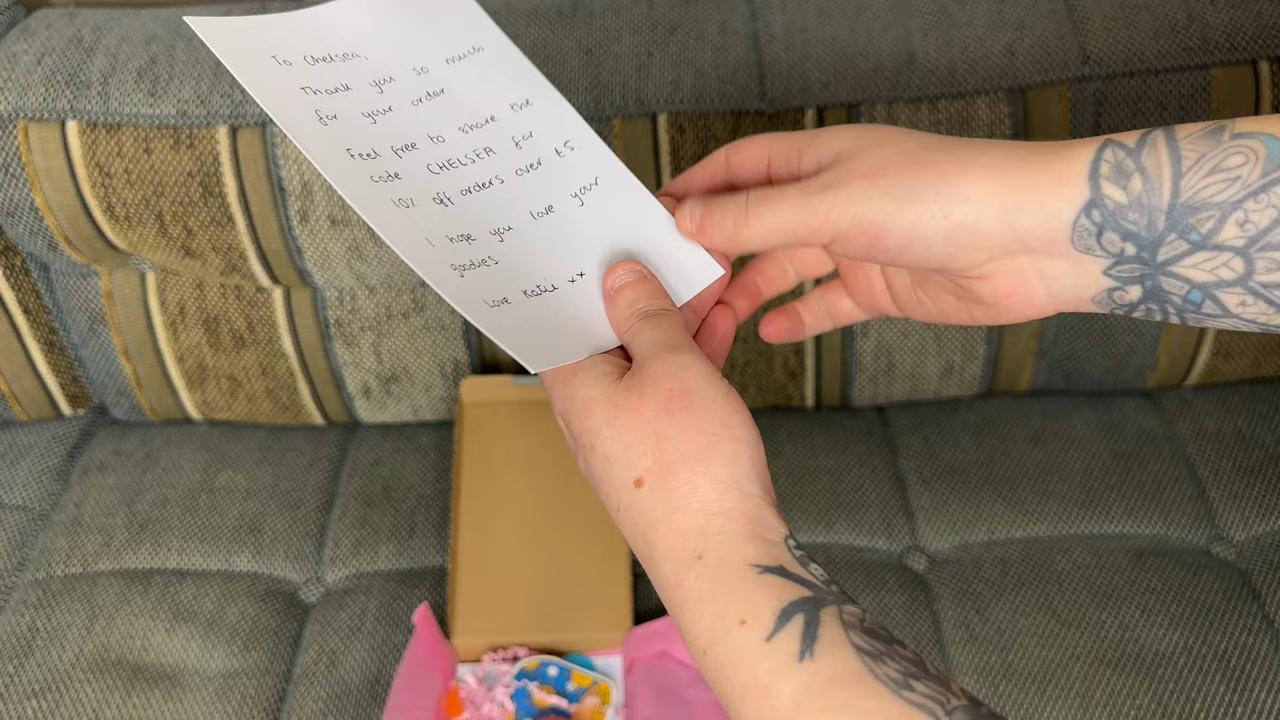 To Chelsea,
Thank you so much
for your order
Feel free to share the
code CHELSEA for
10% off orders over £5.
I hope you love your
goodies.
Love Katie xx